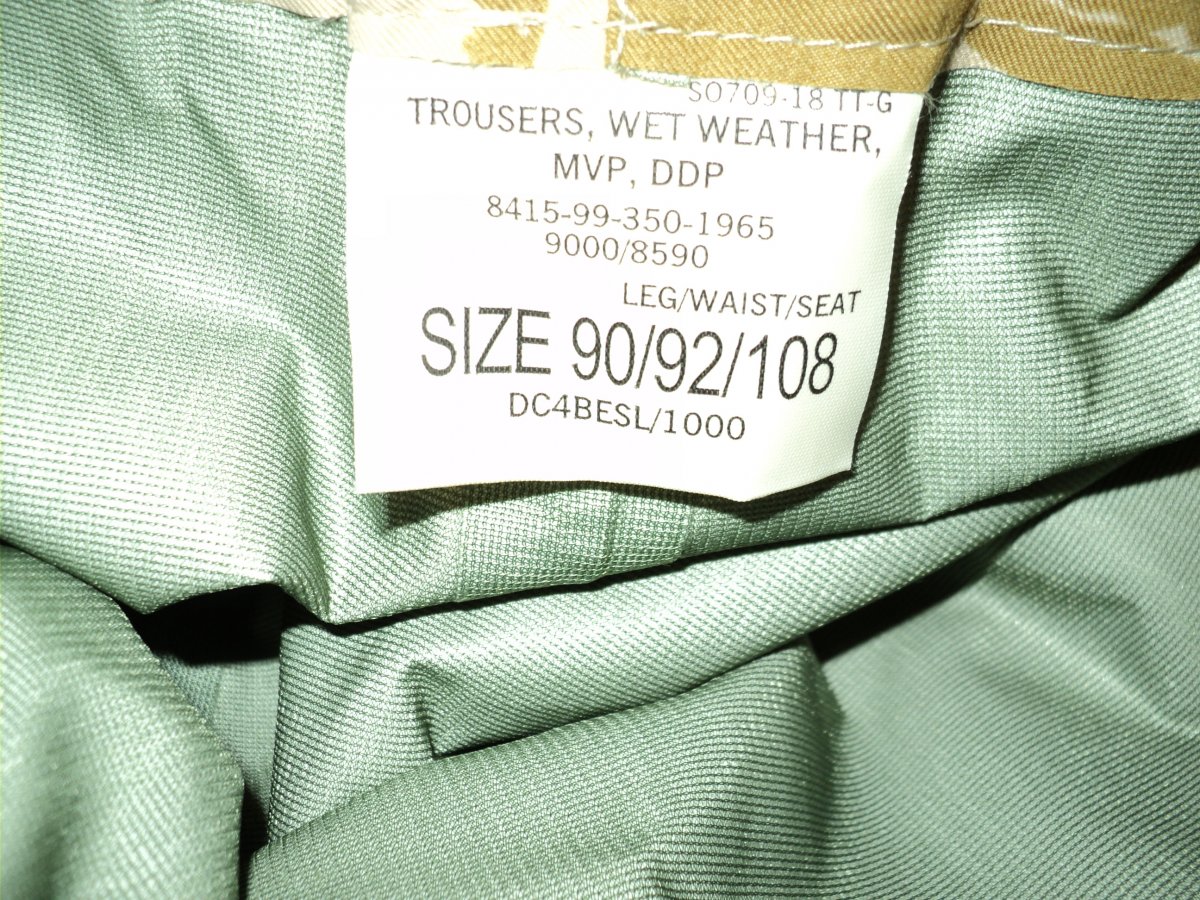 SO709-18 TT-G
TROUSERS, WET WEATHER,
MVP, DDP
8415-99-350-1965
9000/8590
LEG/WAIST/SEAT
SIZE 90/92/108
DC4BESL/1000